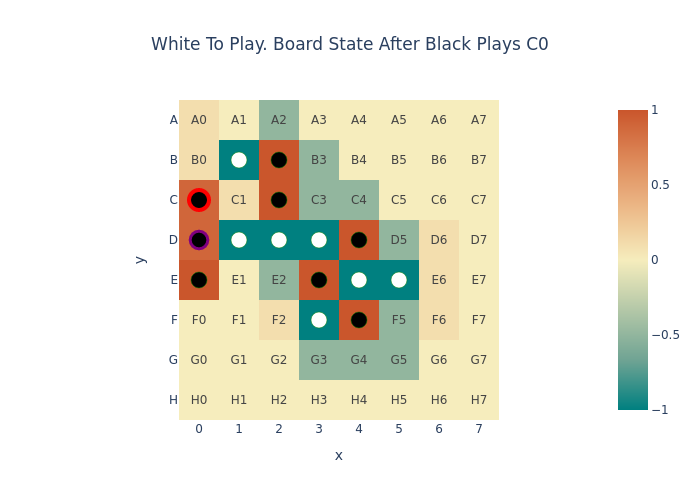 White To Play. Board State After Black Plays C0
A A0 A1 A2 A3 A4 A5 A6 A7
B B0 B3 B4 B5 B6 B7
C C1 C3 C4 C5 C6 C7
D D5 D6 D7
E E1 E2 E6 E7
F F0 F1 F2 F5 F6 F7
G G0 G1 G2 G3 G4 G5 G6 G7
H H0 H1 H2 H3 H4 H5 H6 H7
0 1 2 3 4 5 6 7
x
y
1
0.5
0
−0.5
−1